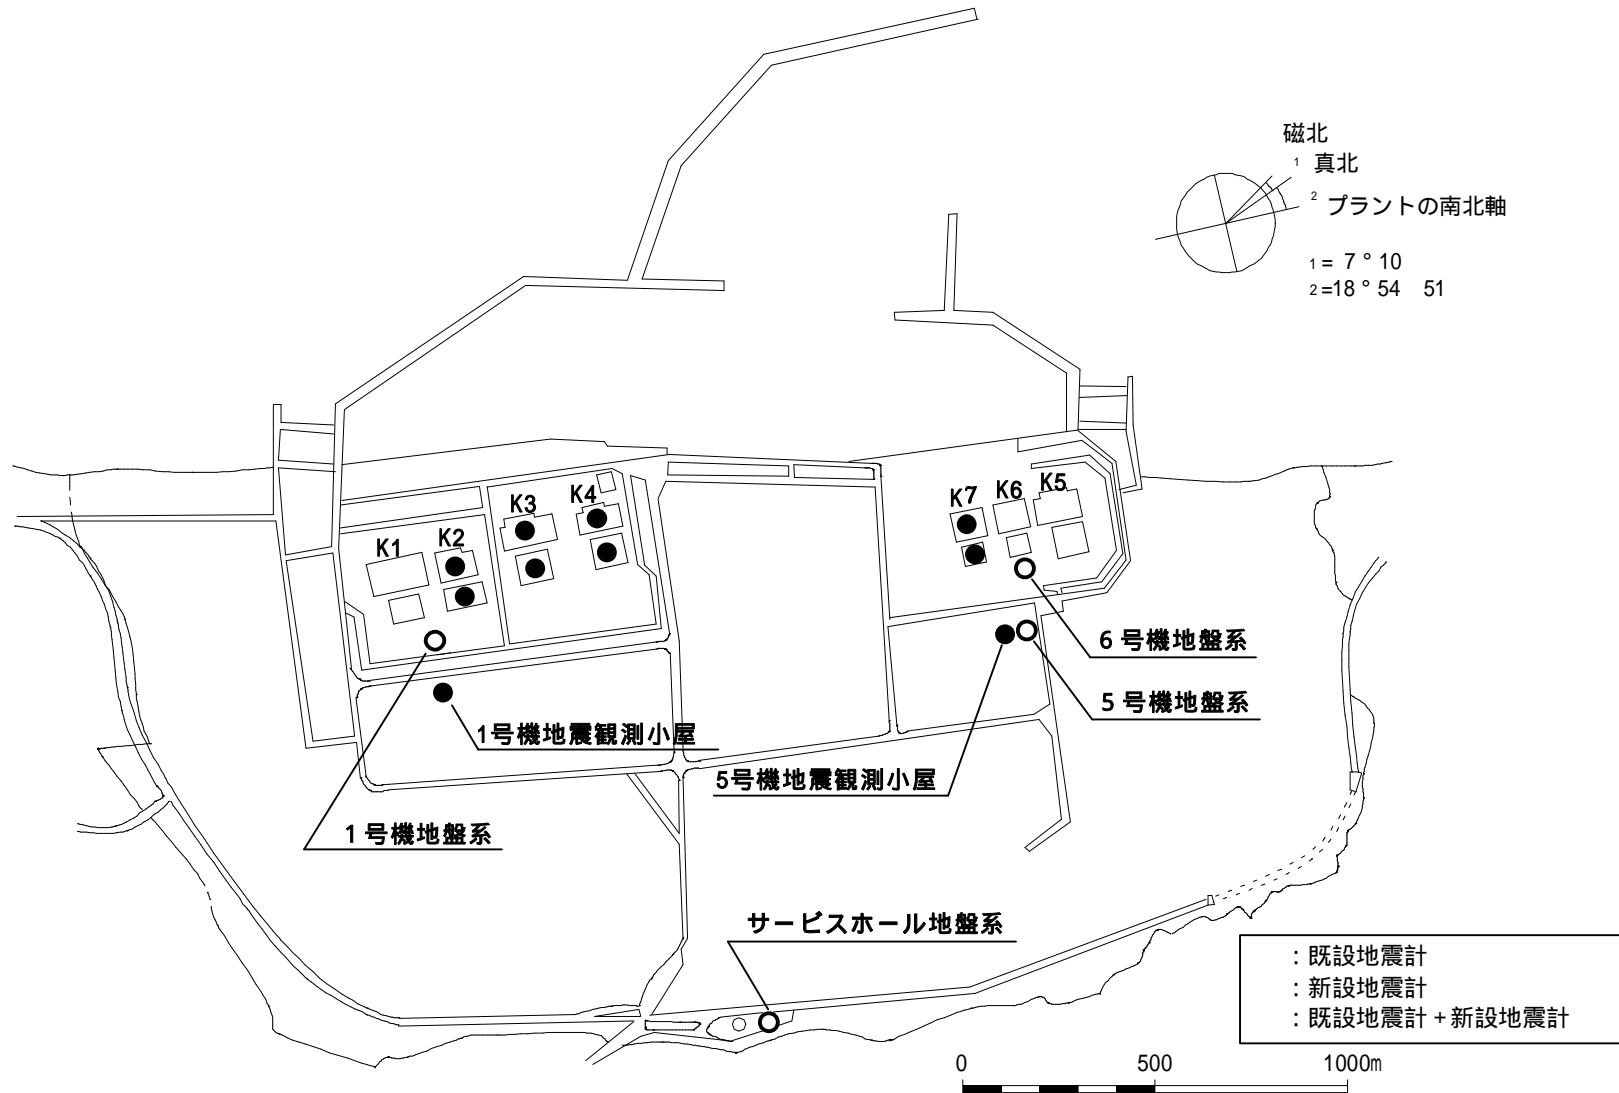 磁北
1 真北
2 プラントの南北軸
1 = 7 ° 10
2 =18 ° 54 51
K3
K4
K7
K6
K5
K1
K2
6 号機地盤系
5 号機地盤系
1号機地震観測小屋
5号機地震観測小屋
1 号機地盤系
サービスホール地盤系
：既設地震計
：新設地震計
：既設地震計 + 新設地震計
0 500 1000m